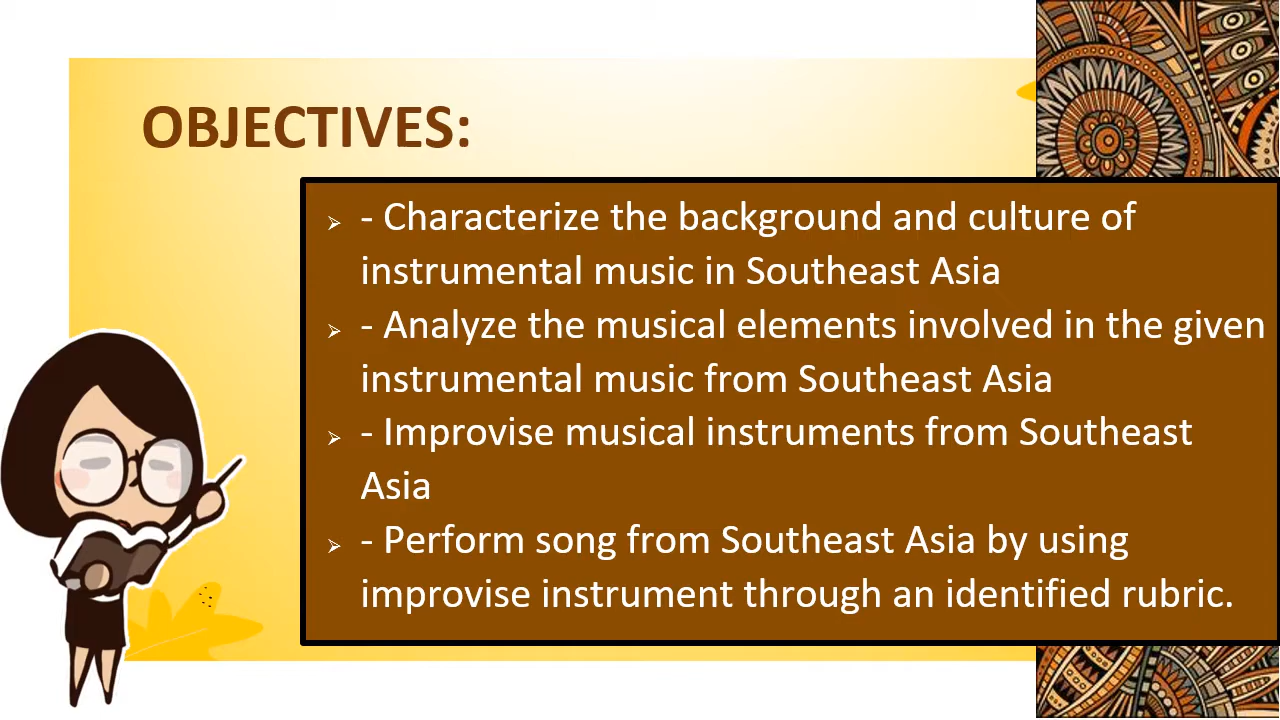 OBJECTIVES:
➢ - Characterize the background and culture of
instrumental music in Southeast Asia
➢ - Analyze the musical elements involved in the given
instrumental music from Southeast Asia
➢ - Improvise musical instruments from Southeast
Asia
➢ - Perform song from Southeast Asia by using
improvise instrument through an identified rubric.